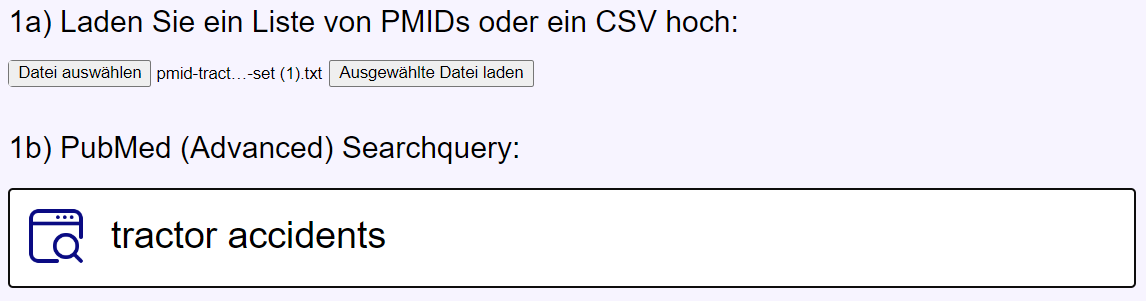 1a) Laden Sie ein Liste von PMIDs oder ein CSV hoch:
Datei auswählen pmid-tract…-set (1).txt Ausgewählte Datei laden
1b) PubMed (Advanced) Searchquery:
tractor accidents